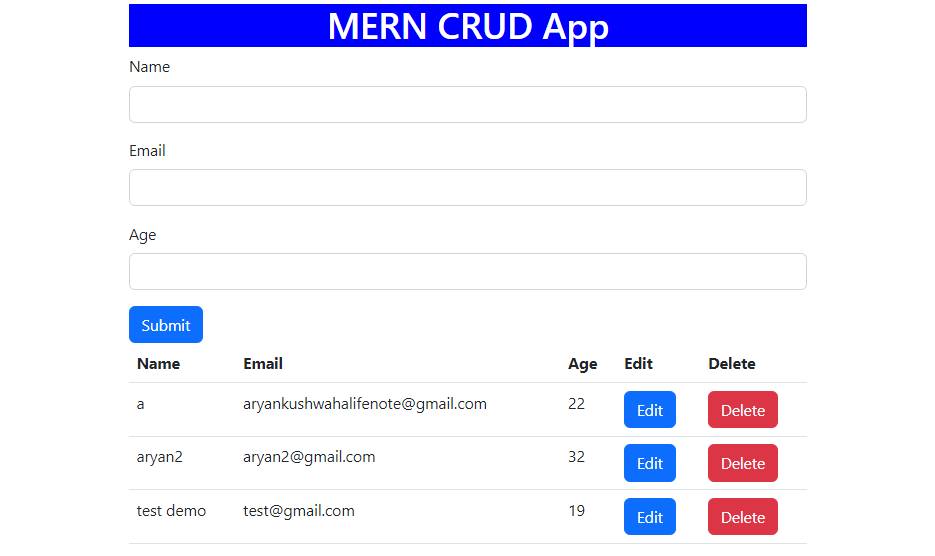 MERN CRUD App
Name
Email
Age
Submit
Name Email Age Edit Delete
a aryankushwahalifenote@gmail.com 22 Edit Delete
aryan2 aryan2@gmail.com 32 Edit Delete
test demo test@gmail.com 19 Edit Delete